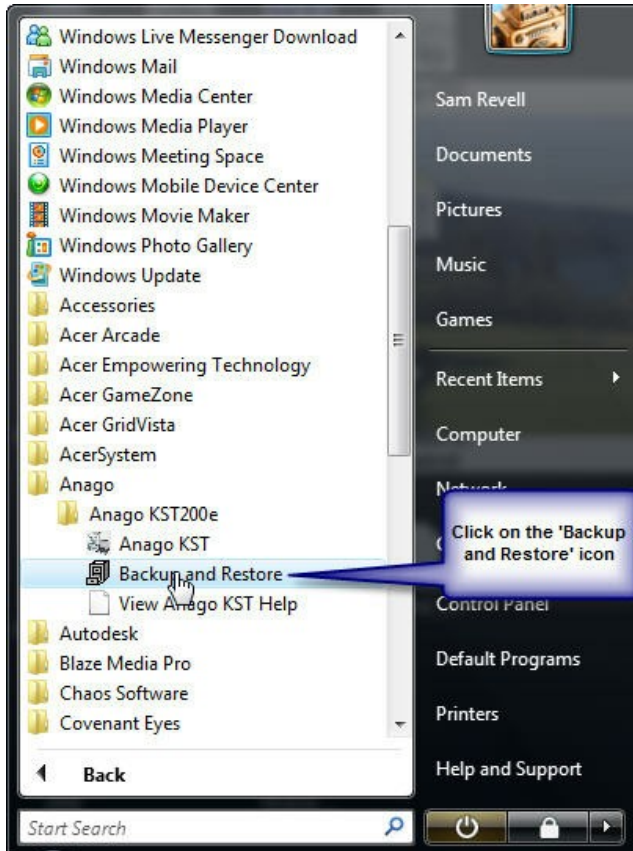 Windows Live Messenger Download
Windows Mail
Windows Media Center
Windows Media Player
Windows Meeting Space
Windows Mobile Device Center
Windows Movie Maker
Windows Photo Gallery
Windows Update
Accessories
Acer Arcade
Acer Empowering Technology
Acer GameZone
Acer GridVista
AcerSystem
Anago
Anago KST200e
Anago KST
Backup and Restore
View Anago KST Help
Autodesk
Blaze Media Pro
Chaos Software
Covenant Eyes
Back
Start Search
Sam Revell
Documents
Pictures
Music
Games
Recent Items
Computer
Network
Click on the 'Backup
and Restore' icon
Control Panel
Default Programs
Printers
Help and Support